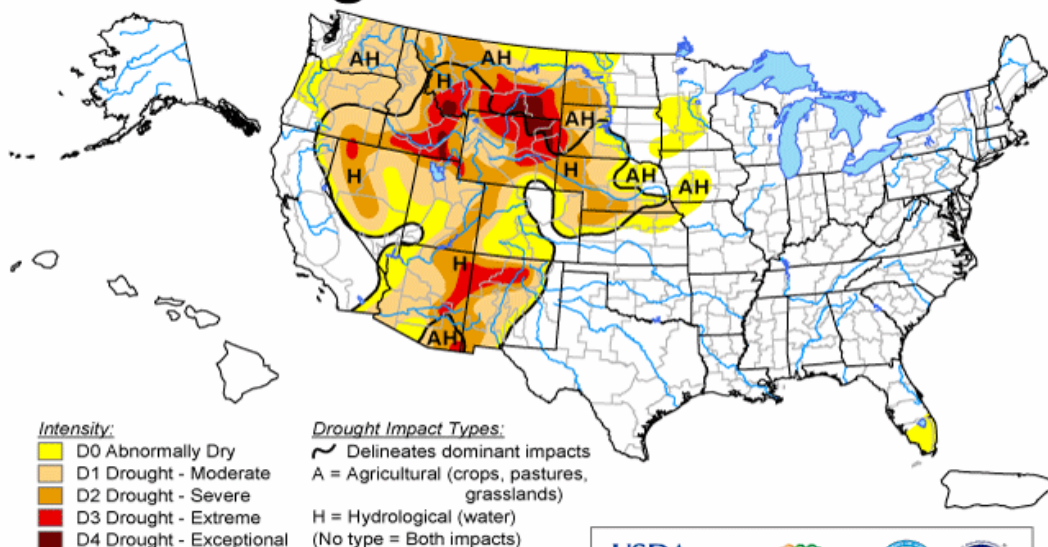 AH
AH
H
AH
H
H
AH
AH
H
AH
Intensity:
D0 Abnormally Dry
D1 Drought - Moderate
D2 Drought - Severe
D3 Drought - Extreme
D4 Drought - Exceptional
Drought Impact Types:
Delineates dominant impacts
A = Agricultural (crops, pastures,
grasslands)
H = Hydrological (water)
(No type = Both impacts)
USDA